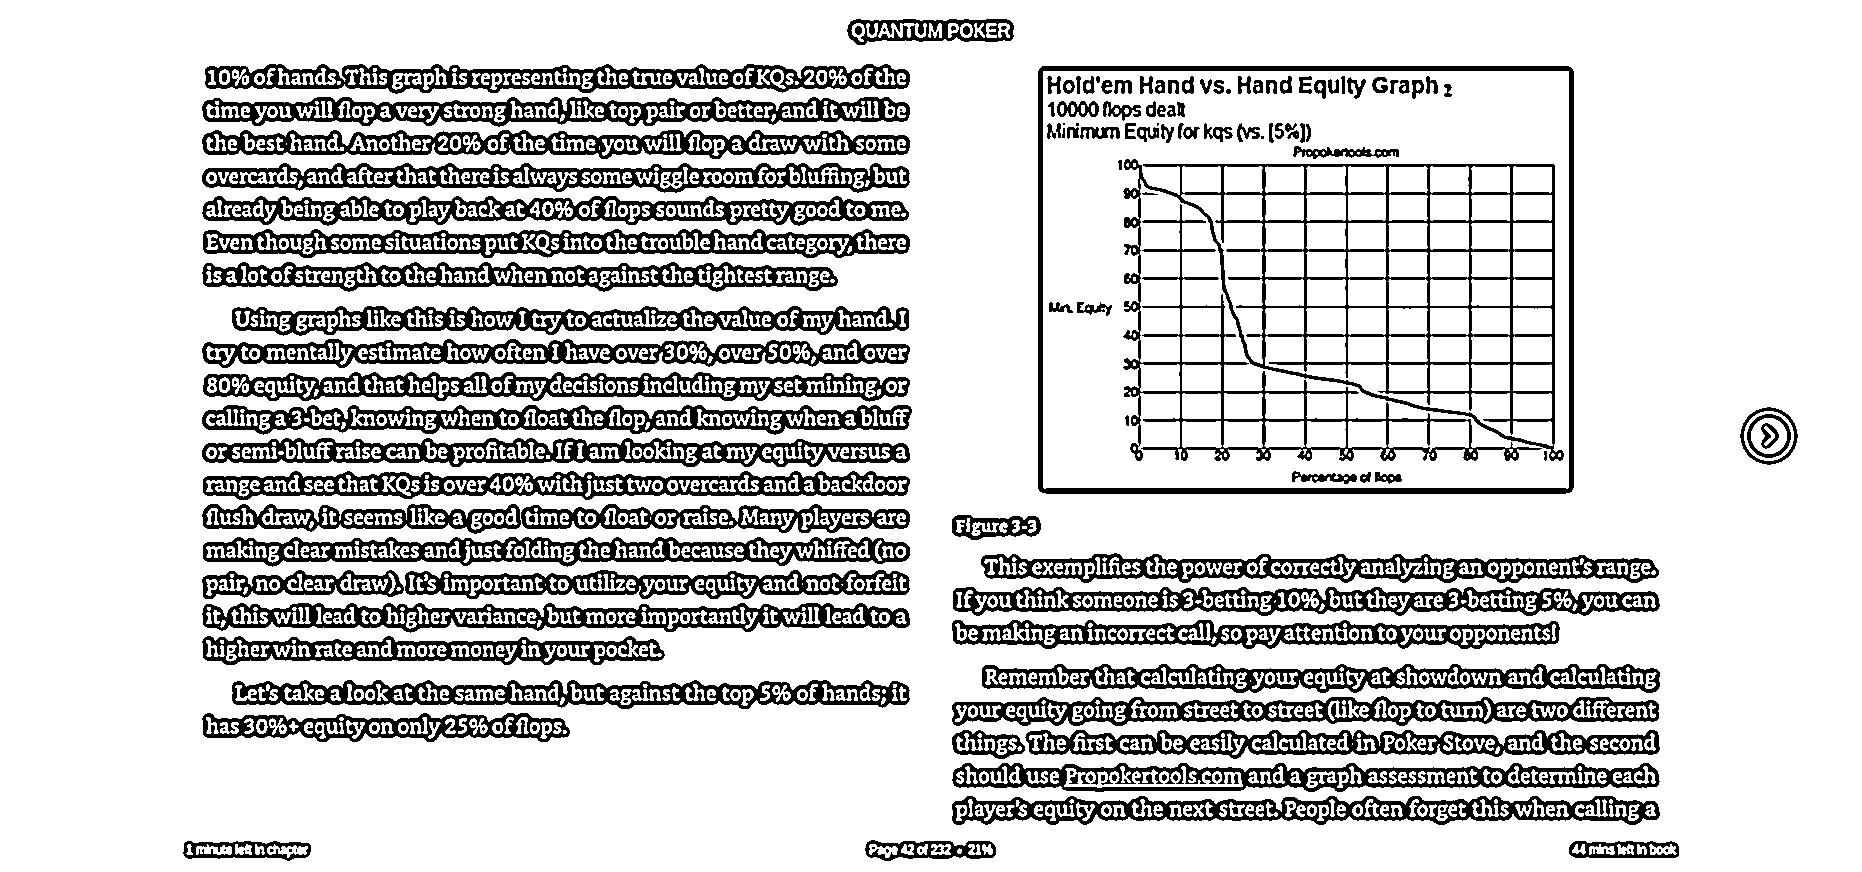 QUANTUM POKER
10% of hands. This graph is representing the true value of KQs. 20% of the
time you will flop a very strong hand, like top pair or better, and it will be
the best hand. Another 20% of the time you will flop a draw with some
overcards, and after that there is always some wiggle room for bluffing, but
already being able to play back at 40% of flops sounds pretty good to me.
Even though some situations put KQs into the trouble hand category, there
is a lot of strength to the hand when not against the tightest range.
Using graphs like this is how I try to actualize the value of my hand. I
try to mentally estimate how often I have over 30%, over 50%, and over
80% equity, and that helps all of my decisions including my set mining, or
calling a 3-bet, knowing when to float the flop, and knowing when a bluff
or semi-bluff raise can be profitable. If I am looking at my equity versus a
range and see that KQs is over 40% with just two overcards and a backdoor
flush draw, it seems like a good time to float or raise. Many players are
making clear mistakes and just folding the hand because they whiffed (no
pair, no clear draw). It's important to utilize your equity and not forfeit
it, this will lead to higher variance, but more importantly it will lead to a
higher win rate and more money in your pocket.
Let's take a look at the same hand, but against the top 5% of hands; it
has 30%+ equity on only 25% of flops.
Hold'em Hand vs. Hand Equity Graph 2
10000 flops dealt
Minimum Equity for kqs (vs. [5%])
Propokertools.com
100
90
80
70
60
Min. Equity 50
40
30
20
10
0
0 10 20 30 40 50 60 70 80 90 100
Percentage of flops
Figure 3-3
This exemplifies the power of correctly analyzing an opponent's range.
If you think someone is 3-betting 10%, but they are 3-betting 5%, you can
be making an incorrect call, so pay attention to your opponents!
Remember that calculating your equity at showdown and calculating
your equity going from street to street (like flop to turn) are two different
things. The first can be easily calculated in Poker Stove, and the second
should use Propokertools.com and a graph assessment to determine each
player's equity on the next street. People often forget this when calling a
1 minute left in chapter
Page 42 of 232 • 21%
44 mins left in book